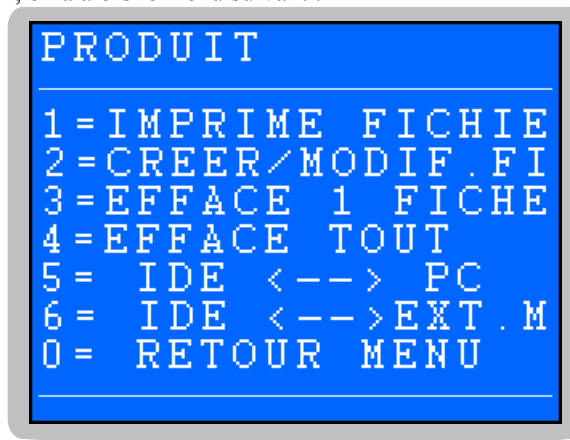 PRODUIT
1=IMPRIME FICHIE
2=CREER/MODIF.FI
3=EFFACE 1 FICHE
4=EFFACE TOUT
5= IDE <--> PC
6= IDE <-->EXT.M
0= RETOUR MENU